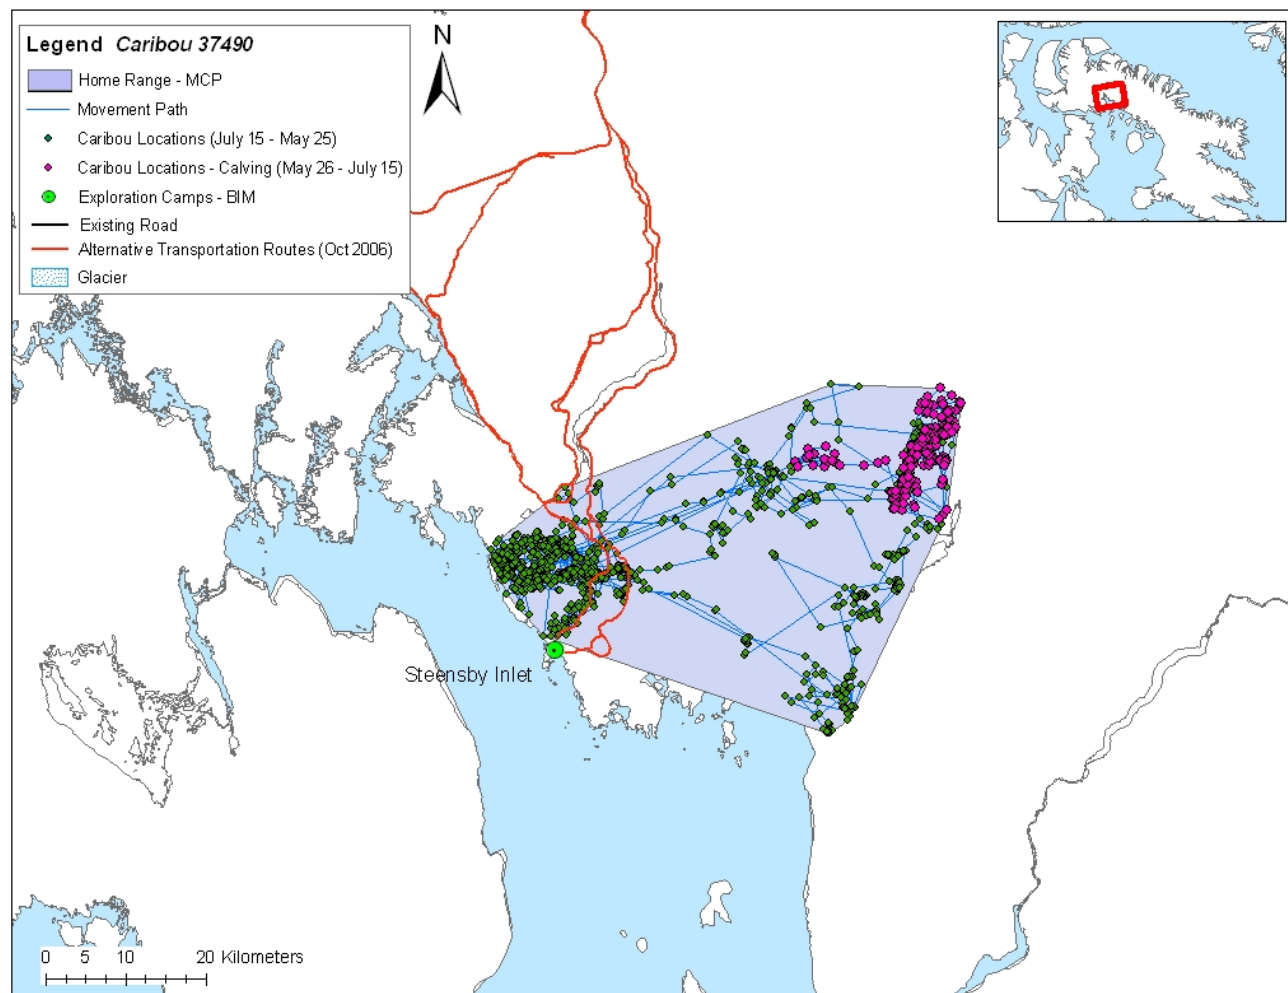 Legend Caribou 37490
Home Range - MCP
Movement Path
Caribou Locations (July 15 - May 25)
Caribou Locations - Calving (May 26 - July 15)
Exploration Camps - BIM
Existing Road
Alternative Transportation Routes (Oct 2006)
Glacier
N
Steensby Inlet
0 5 10 20 Kilometers